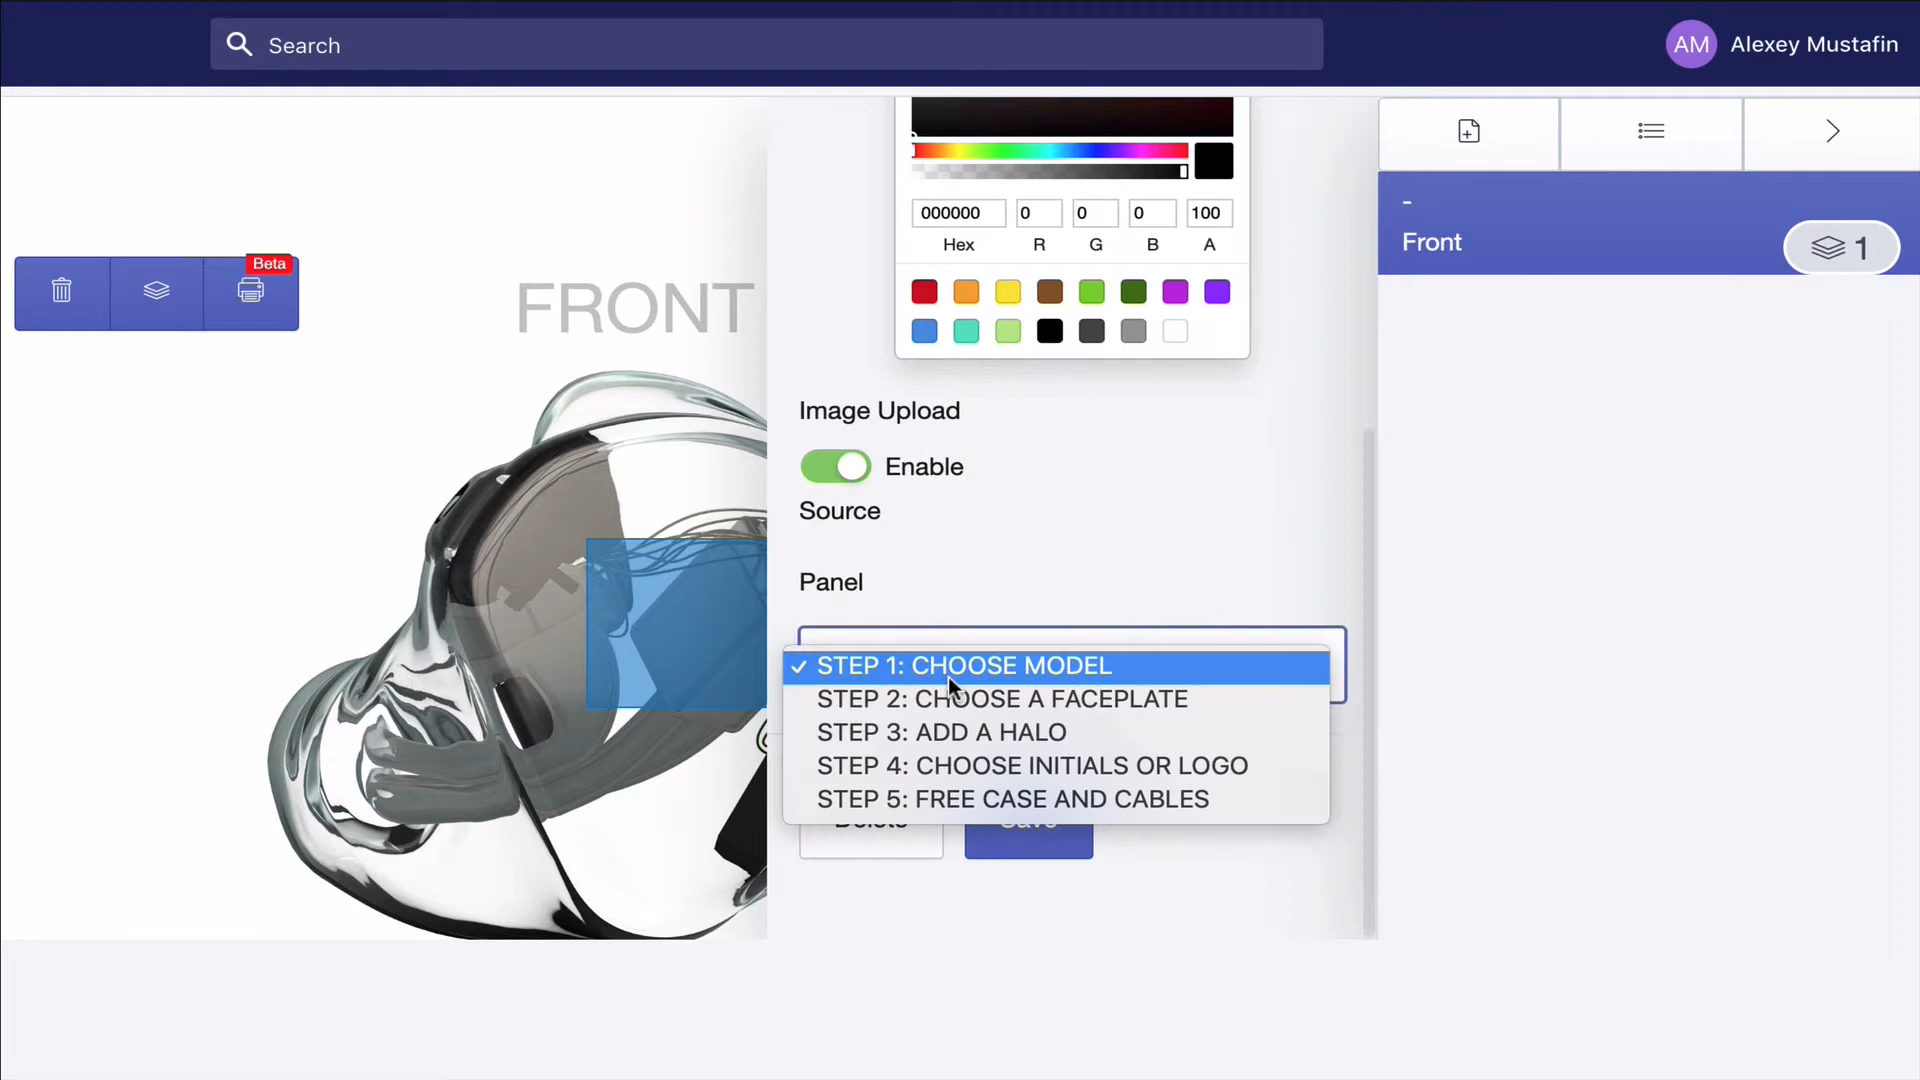 Search
AM Alexey Mustafin
Beta
FRONT
000000 0 0 0 100
Hex R G B A
Image Upload
Enable
Source
Panel
✓ STEP 1: CHOOSE MODEL
STEP 2: CHOOSE A FACEPLATE
STEP 3: ADD A HALO
STEP 4: CHOOSE INITIALS OR LOGO
STEP 5: FREE CASE AND CABLES
Delete Save
-
Front
1